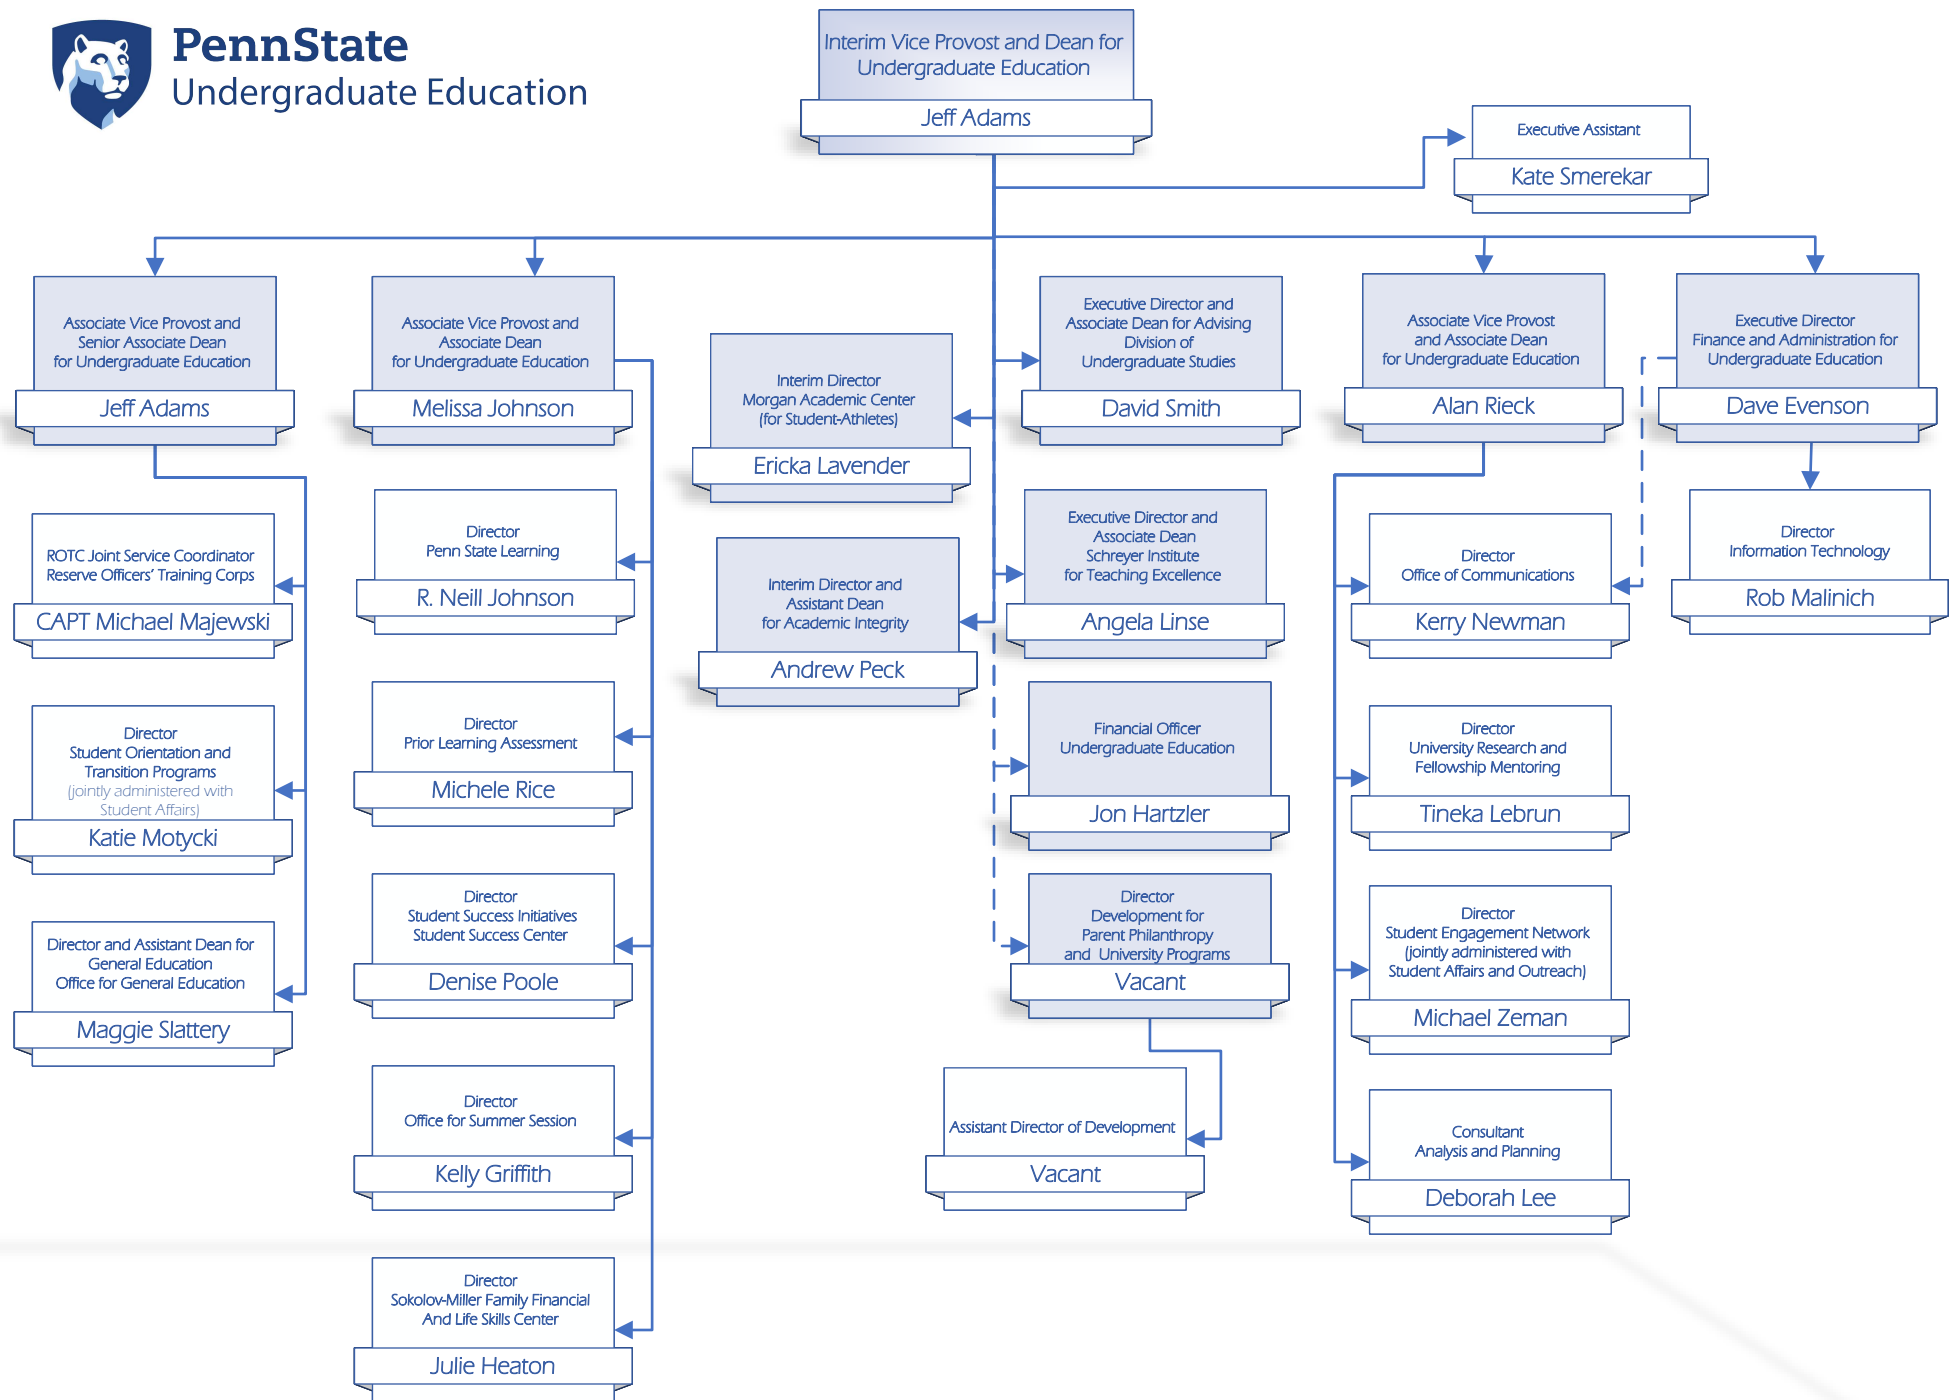 PennState
Undergraduate Education
Interim Vice Provost and Dean for
Undergraduate Education
Jeff Adams
Executive Assistant
Kate Smerekar
Associate Vice Provost and
Senior Associate Dean
for Undergraduate Education
Jeff Adams
ROTC Joint Service Coordinator
Reserve Officers' Training Corps
CAPT Michael Majewski
Director
Student Orientation and
Transition Programs
(jointly administered with
Student Affairs)
Katie Motycki
Director and Assistant Dean for
General Education
Office for General Education
Maggie Slattery
Associate Vice Provost and
Associate Dean
for Undergraduate Education
Melissa Johnson
Director
Penn State Learning
R. Neill Johnson
Director
Prior Learning Assessment
Michele Rice
Director
Student Success Initiatives
Student Success Center
Denise Poole
Director
Office for Summer Session
Kelly Griffith
Director
Sokolov-Miller Family Financial
And Life Skills Center
Julie Heaton
Interim Director
Morgan Academic Center
(for Student-Athletes)
Ericka Lavender
Interim Director and
Assistant Dean
for Academic Integrity
Andrew Peck
Executive Director and
Associate Dean for Advising
Division of
Undergraduate Studies
David Smith
Executive Director and
Associate Dean
Schreyer Institute
for Teaching Excellence
Angela Linse
Financial Officer
Undergraduate Education
Jon Hartzler
Director
Development for
Parent Philanthropy
and University Programs
Vacant
Assistant Director of Development
Vacant
Associate Vice Provost
and Associate Dean
for Undergraduate Education
Alan Rieck
Director
Office of Communications
Kerry Newman
Director
University Research and
Fellowship Mentoring
Tineka Lebrun
Director
Student Engagement Network
(jointly administered with
Student Affairs and Outreach)
Michael Zeman
Consultant
Analysis and Planning
Deborah Lee
Executive Director
Finance and Administration for
Undergraduate Education
Dave Evenson
Director
Information Technology
Rob Malinich